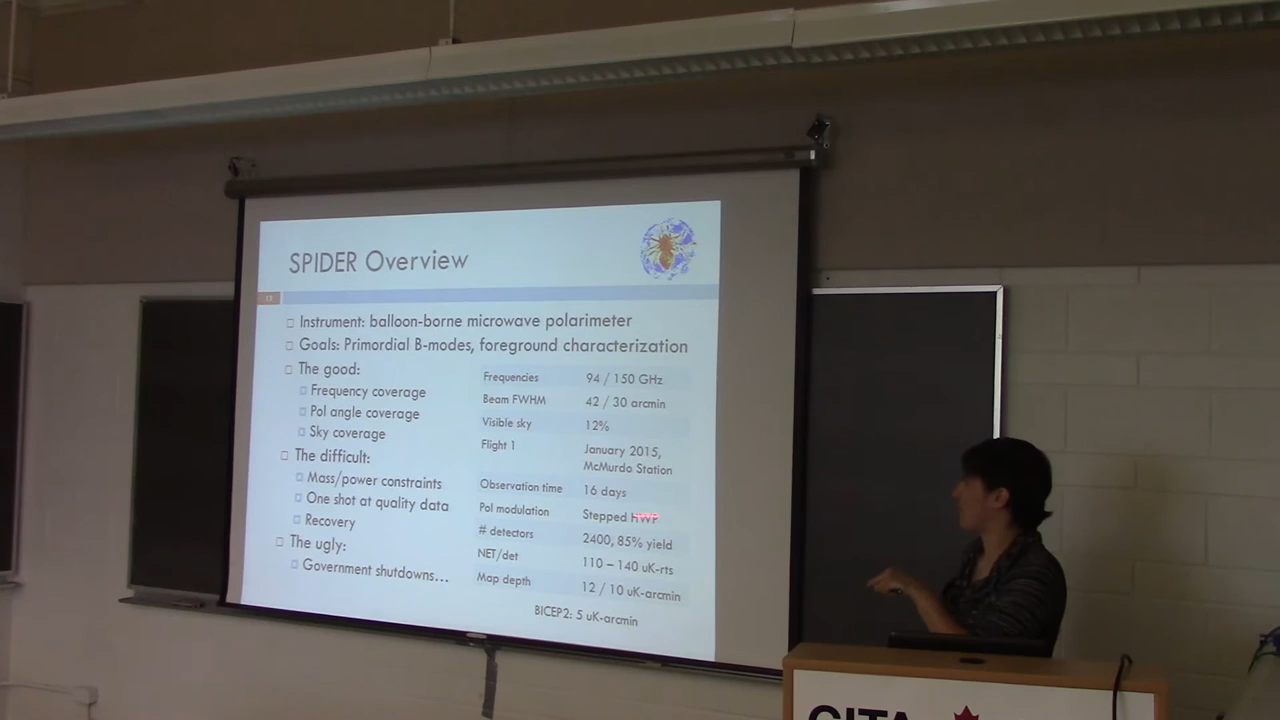 SPIDER Overview
13
Instrument: balloon-borne microwave polarimeter
Goals: Primordial B-modes, foreground characterization
The good:
Frequency coverage
Pol angle coverage
Sky coverage
The difficult:
Mass/power constraints
One shot at quality data
Recovery
The ugly:
Government shutdowns...
Frequencies 94 / 150 GHz
Beam FWHM 42 / 30 arcmin
Visible sky 12%
Flight 1 January 2015,
McMurdo Station
Observation time 16 days
Pol modulation Stepped HWP
# detectors 2400, 85% yield
NET/det 110 – 140 uK-rts
Map depth 12 / 10 uK-arcmin
BICEP2: 5 uK-arcmin
CITA